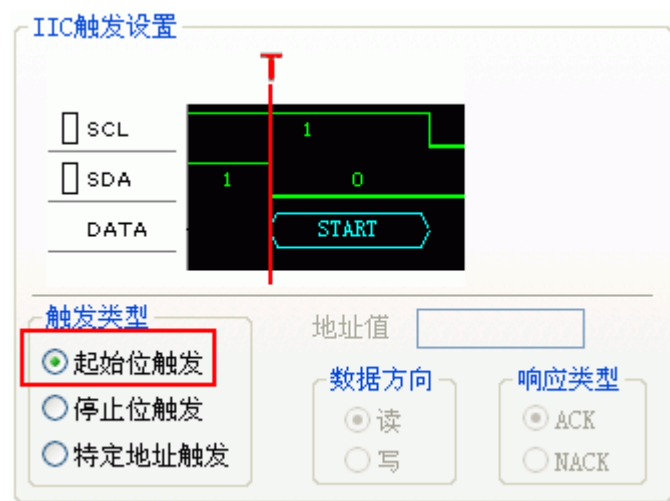 IIC触发设置
T
SCL 1
SDA 1 0
DATA START
触发类型
起始位触发
停止位触发
特定地址触发
地址值
数据方向
读
写
响应类型
ACK
NACK